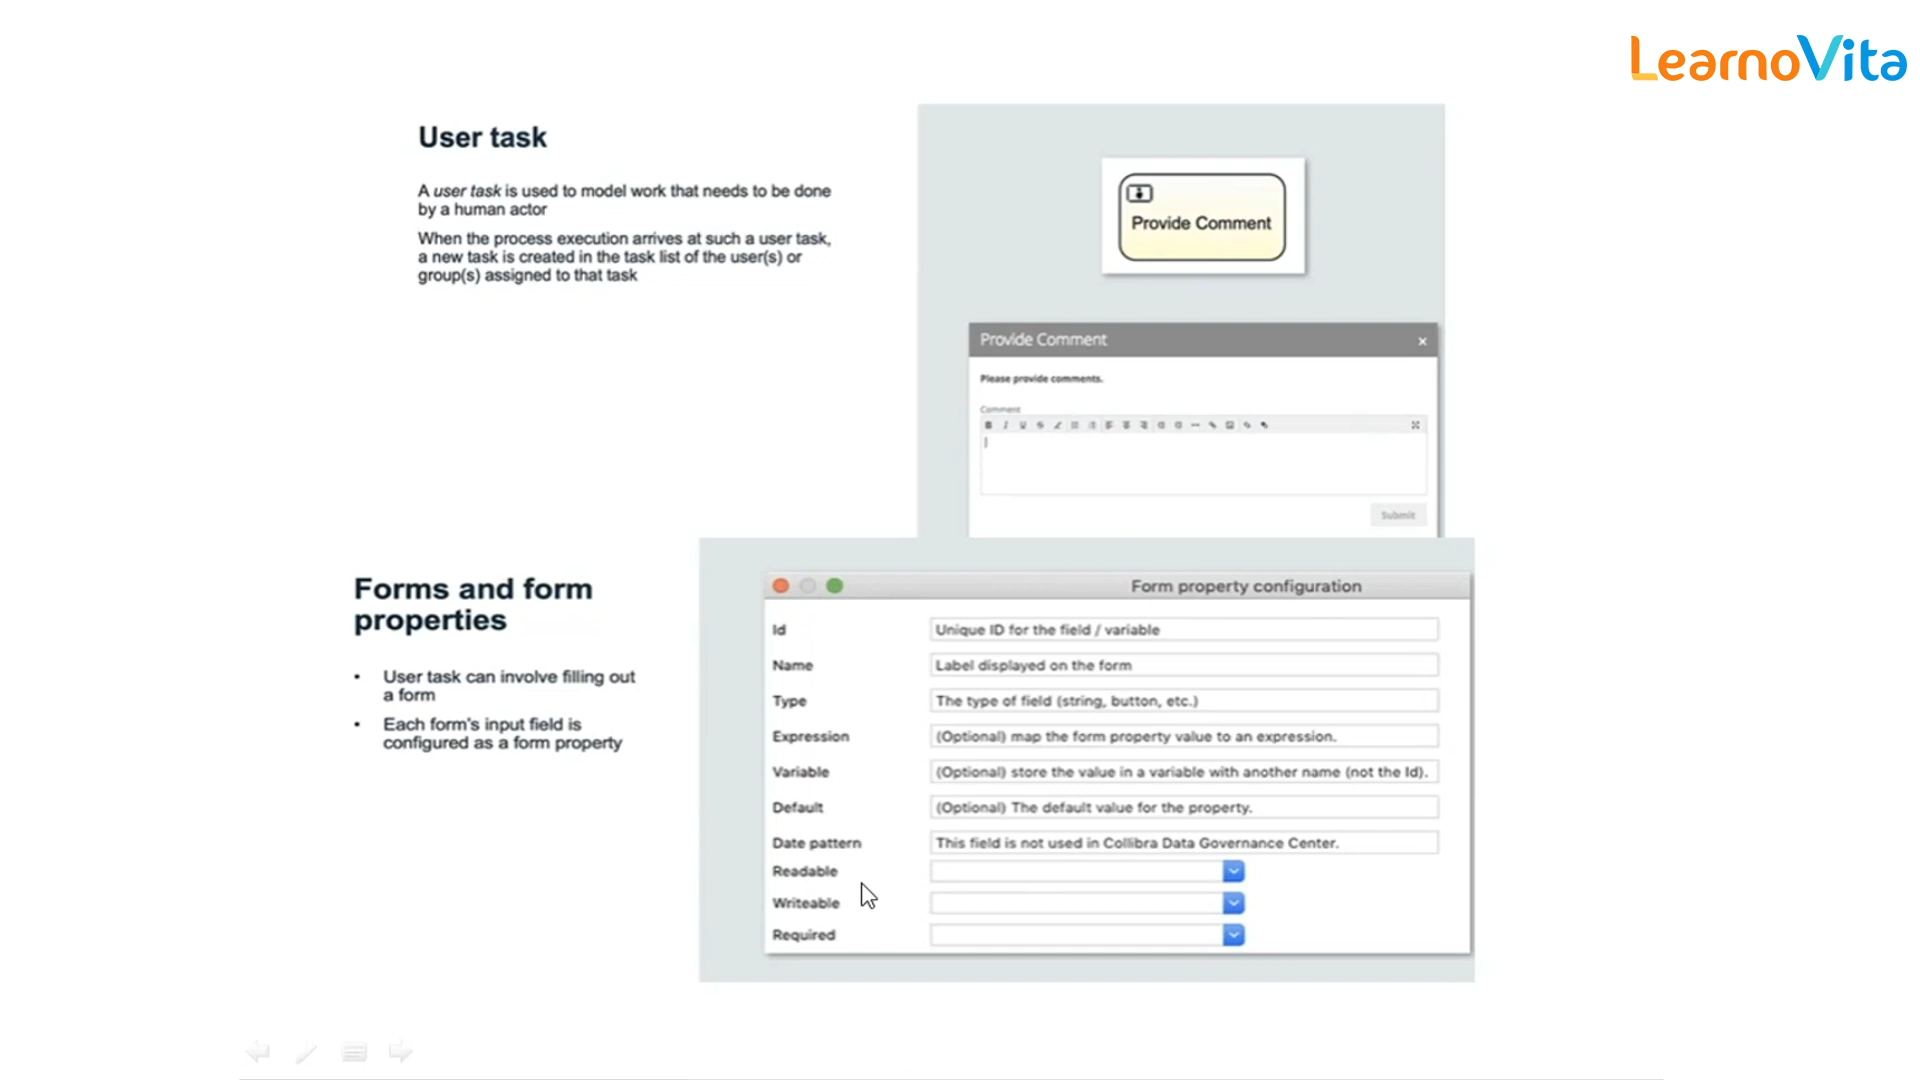 LearnoVita
User task
A user task is used to model work that needs to be done
by a human actor
When the process execution arrives at such a user task,
a new task is created in the task list of the user(s) or
group(s) assigned to that task
Provide Comment
Provide Comment
Please provide comments.
Comment
Submit
Forms and form
properties
• User task can involve filling out
a form
• Each form's input field is
configured as a form property
Form property configuration
Id Unique ID for the field / variable
Name Label displayed on the form
Type The type of field (string, button, etc.)
Expression (Optional) map the form property value to an expression.
Variable (Optional) store the value in a variable with another name (not the Id).
Default (Optional) The default value for the property.
Date pattern This field is not used in Collibra Data Governance Center.
Readable
Writeable
Required